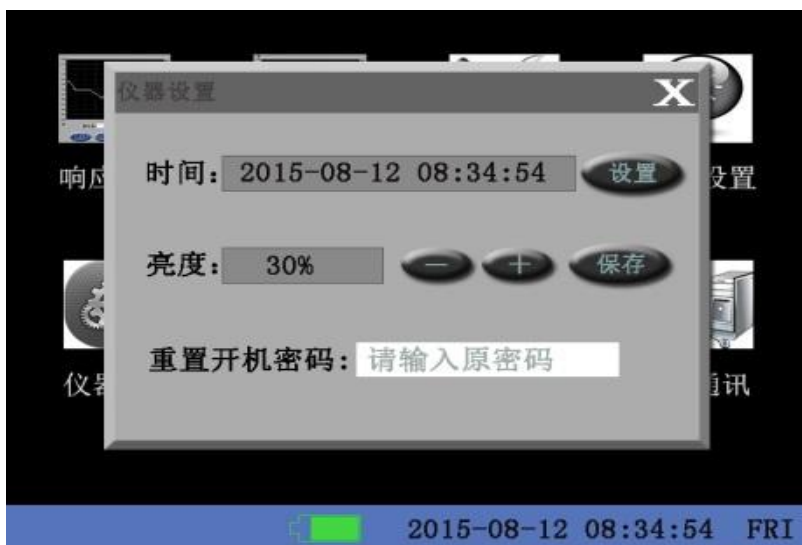 仪器设置 X
时间: 2015-08-12 08:34:54 设置
响应 设置
亮度: 30% - + 保存
重置开机密码: 请输入原密码
仪器 通讯
2015-08-12 08:34:54 FRI